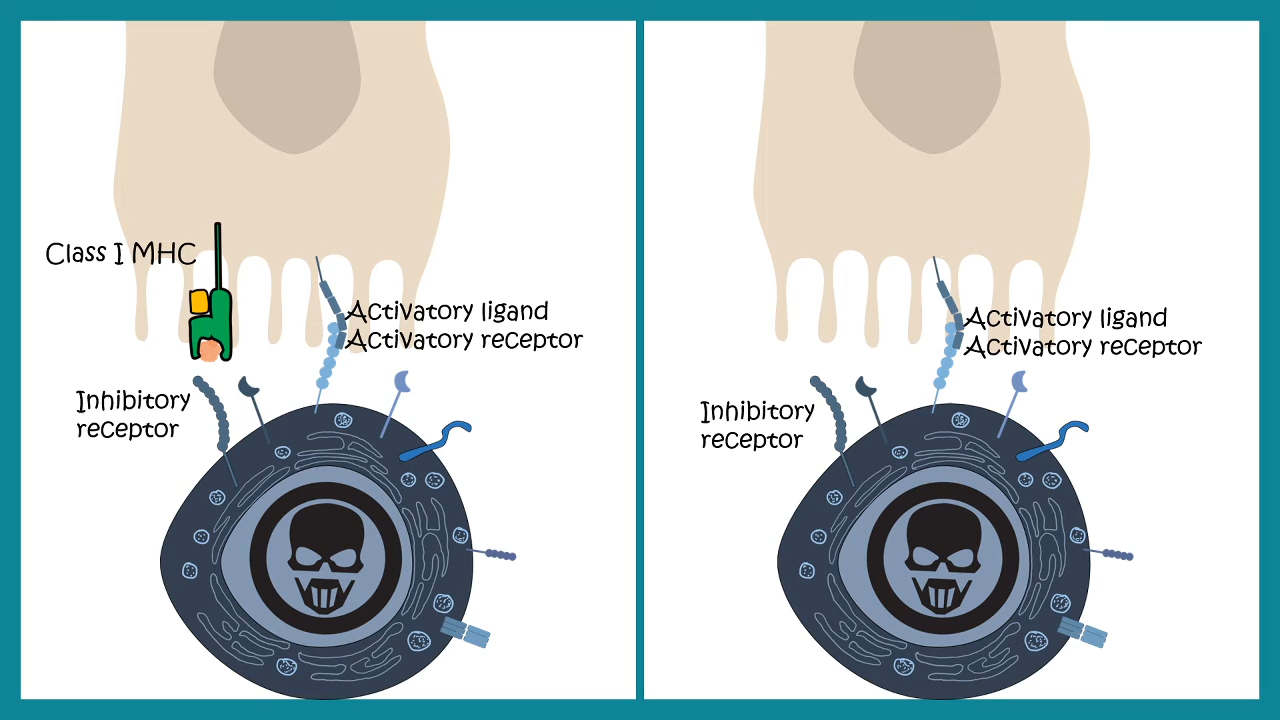 Class I MHC
Activatory ligand
Activatory receptor
Inhibitory
receptor
Activatory ligand
Activatory receptor
Inhibitory
receptor